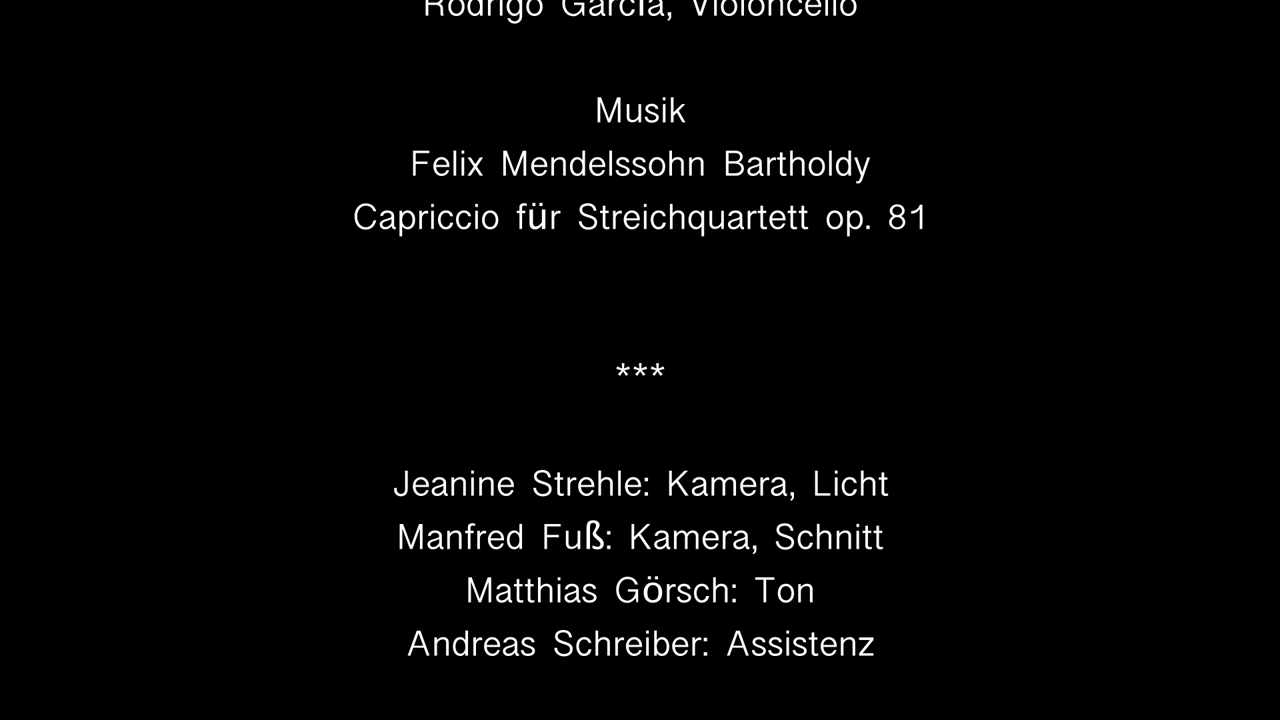 Rodrigo García, Violoncello
Musik
Felix Mendelssohn Bartholdy
Capriccio für Streichquartett op. 81
***
Jeanine Strehle: Kamera, Licht
Manfred Fuß: Kamera, Schnitt
Matthias Görsch: Ton
Andreas Schreiber: Assistenz